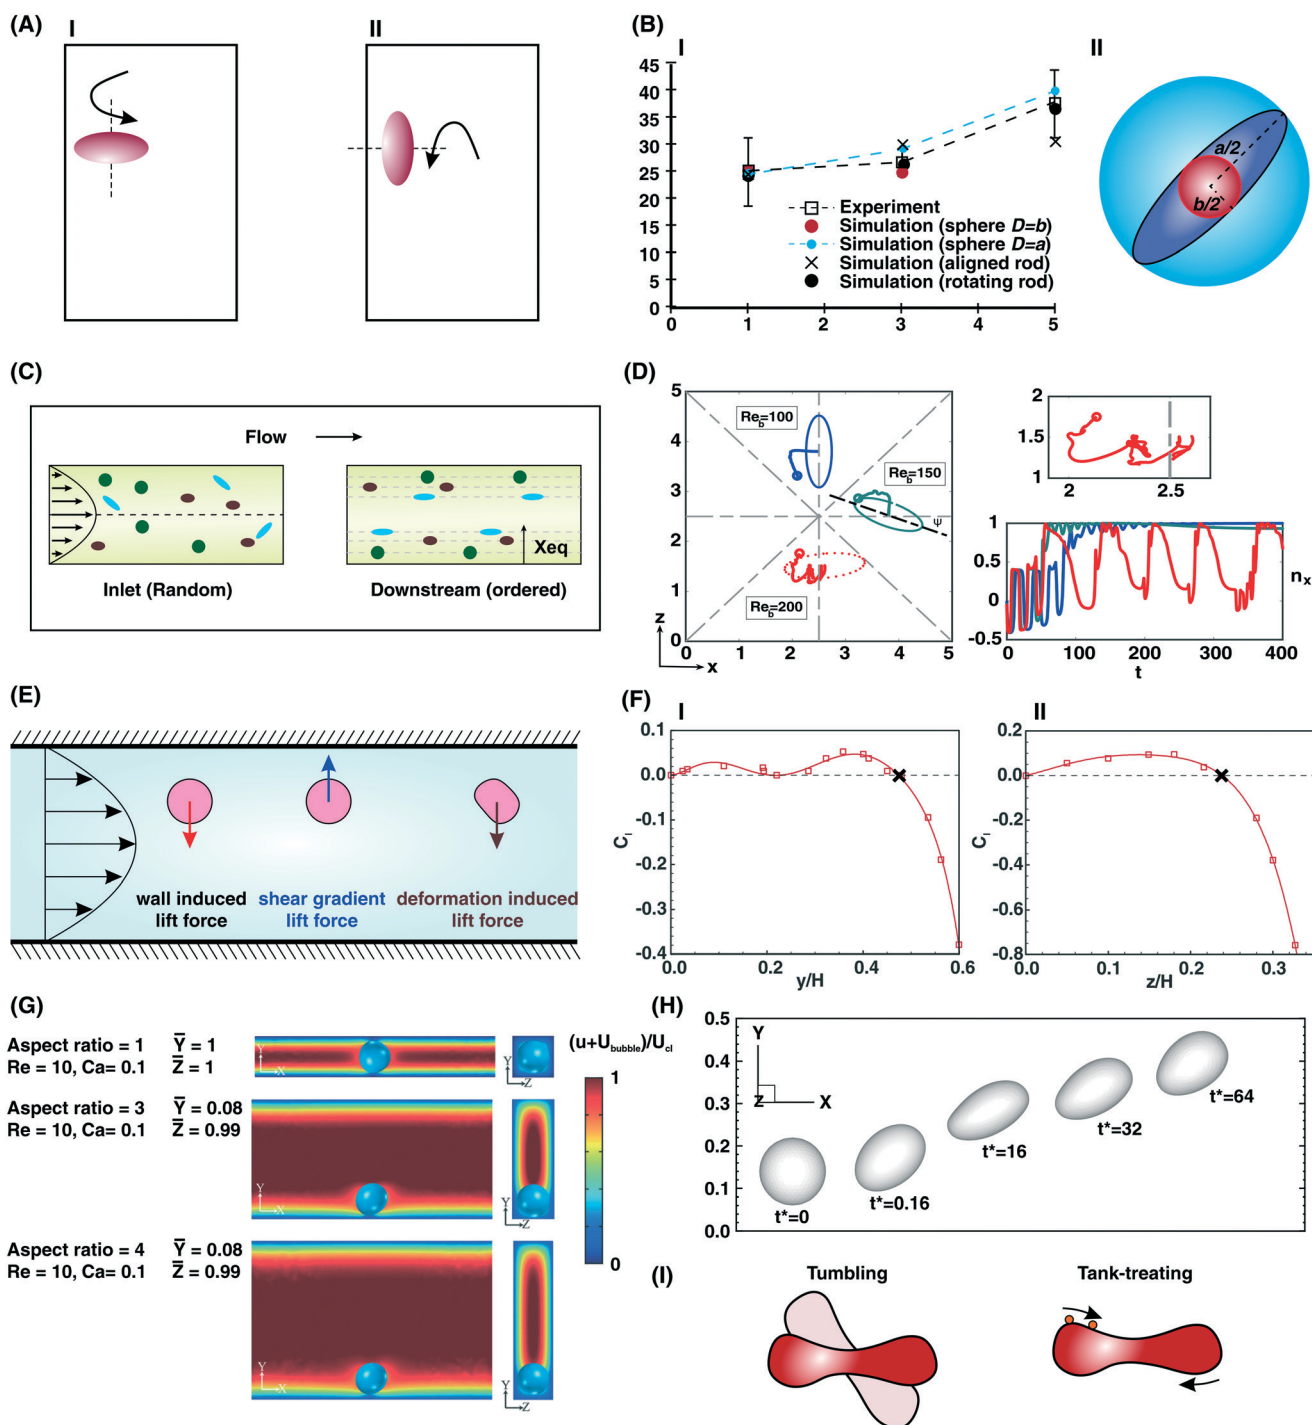 (A)
I
II
(B)
I
II
45
40
35
30
25
20
15
10
5
0
0
1
2
3
4
5
Experiment
Simulation (sphere D=b)
Simulation (sphere D=a)
Simulation (aligned rod)
Simulation (rotating rod)
a/2
b/2
(C)
Flow
Xeq
Inlet (Random)
Downstream (ordered)
(D)
5
4
3
2
1
0
0
1
2
3
4
5
z
x
Re_b=100
Re_b=150
Ψ
Re_b=200
2
1.5
1
2
2.5
1
0.5
0
-0.5
0
100
200
300
400
t
n_x
(E)
wall induced
lift force
shear gradient
lift force
deformation induced
lift force
(F)
I
II
0.1
0.0
-0.1
-0.2
-0.3
-0.4
C_l
0.0
0.2
0.4
0.6
y/H
0.2
0.0
-0.2
-0.4
-0.6
-0.8
C_l
0.0
0.1
0.2
0.3
z/H
(G)
Aspect ratio = 1 Y̅ = 1
Re = 10, Ca= 0.1 Z̅ = 1
Y
X
Y
Z
Aspect ratio = 3 Y̅ = 0.08
Re = 10, Ca= 0.1 Z̅ = 0.99
Y
X
Y
Z
Aspect ratio = 4 Y̅ = 0.08
Re = 10, Ca= 0.1 Z̅ = 0.99
Y
X
Y
Z
(u+U_bubble)/U_cl
1
0
(H)
0.5
0.4
0.3
0.2
0.1
0.0
Y
Z
X
t*=0
t*=0.16
t*=16
t*=32
t*=64
(I)
Tumbling
Tank-treating